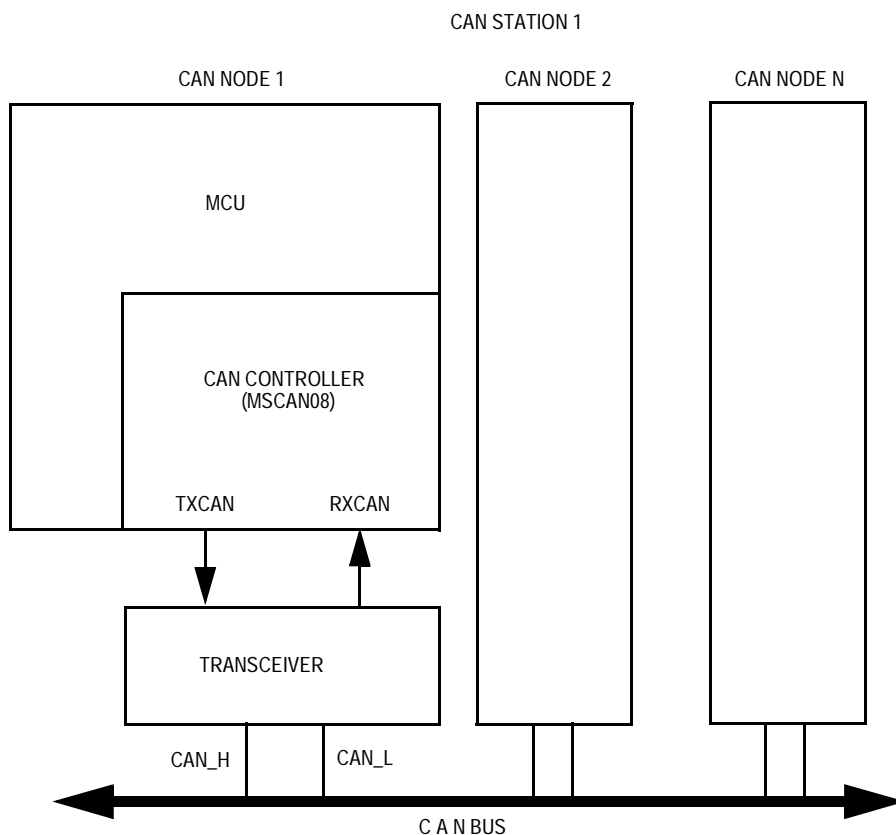 CAN STATION 1
CAN NODE 1
CAN NODE 2
CAN NODE N
MCU
CAN CONTROLLER
(MSCAN08)
TXCAN
RXCAN
TRANSCEIVER
CAN_H
CAN_L
C A N BUS